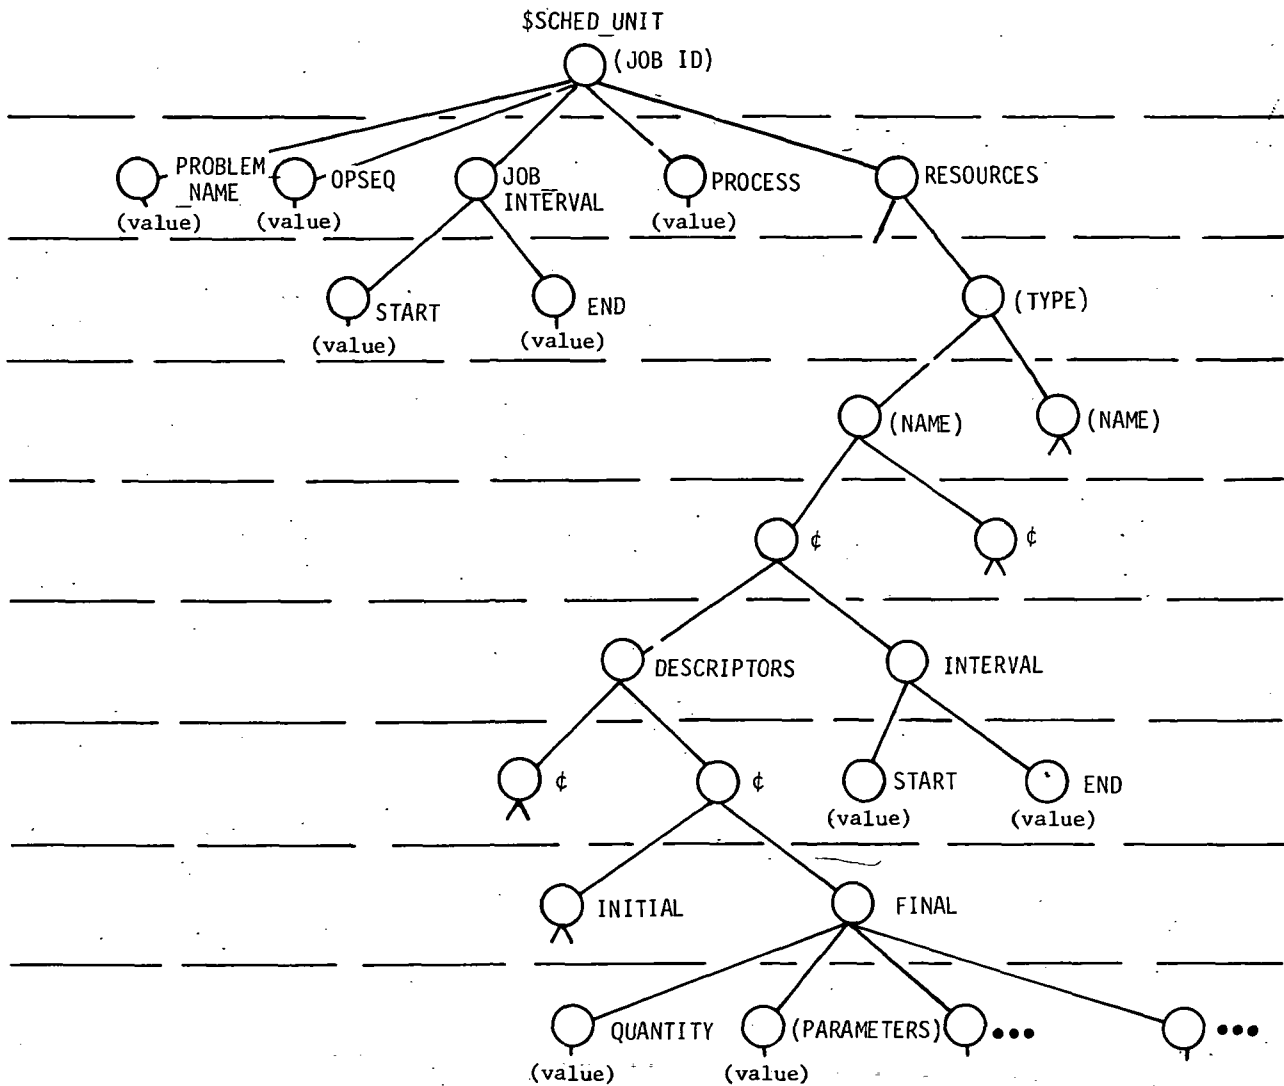 $SCHED_UNIT
(JOB ID)
PROBLEM
_NAME
(value)
OPSEQ
(value)
JOB_
INTERVAL
PROCESS
(value)
RESOURCES
START
(value)
END
(value)
(TYPE)
(NAME)
(NAME)
¢
¢
DESCRIPTORS
INTERVAL
¢
¢
START
(value)
END
(value)
INITIAL
FINAL
QUANTITY
(value)
(PARAMETERS)
(value)
•••
•••